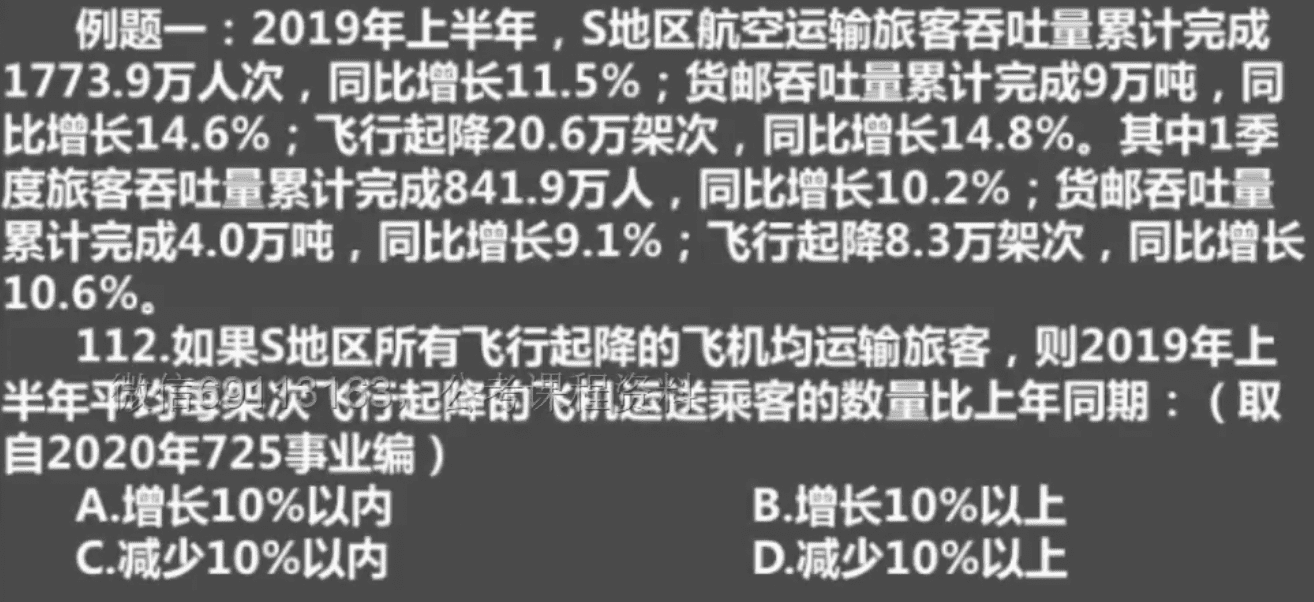 例题一：2019年上半年，S地区航空运输旅客吞吐量累计完成
1773.9万人次，同比增长11.5%；货邮吞吐量累计完成9万吨，同
比增长14.6%；飞行起降20.6万架次，同比增长14.8%。其中1季
度旅客吞吐量累计完成841.9万人，同比增长10.2%；货邮吞吐量
累计完成4.0万吨，同比增长9.1%；飞行起降8.3万架次，同比增长
10.6%。
112.如果S地区所有飞行起降的飞机均运输旅客，则2019年上
半年平均每架次飞行起降的飞机运送乘客的数量比上年同期：（取
自2020年725事业编）
A.增长10%以内 B.增长10%以上
C.减少10%以内 D.减少10%以上